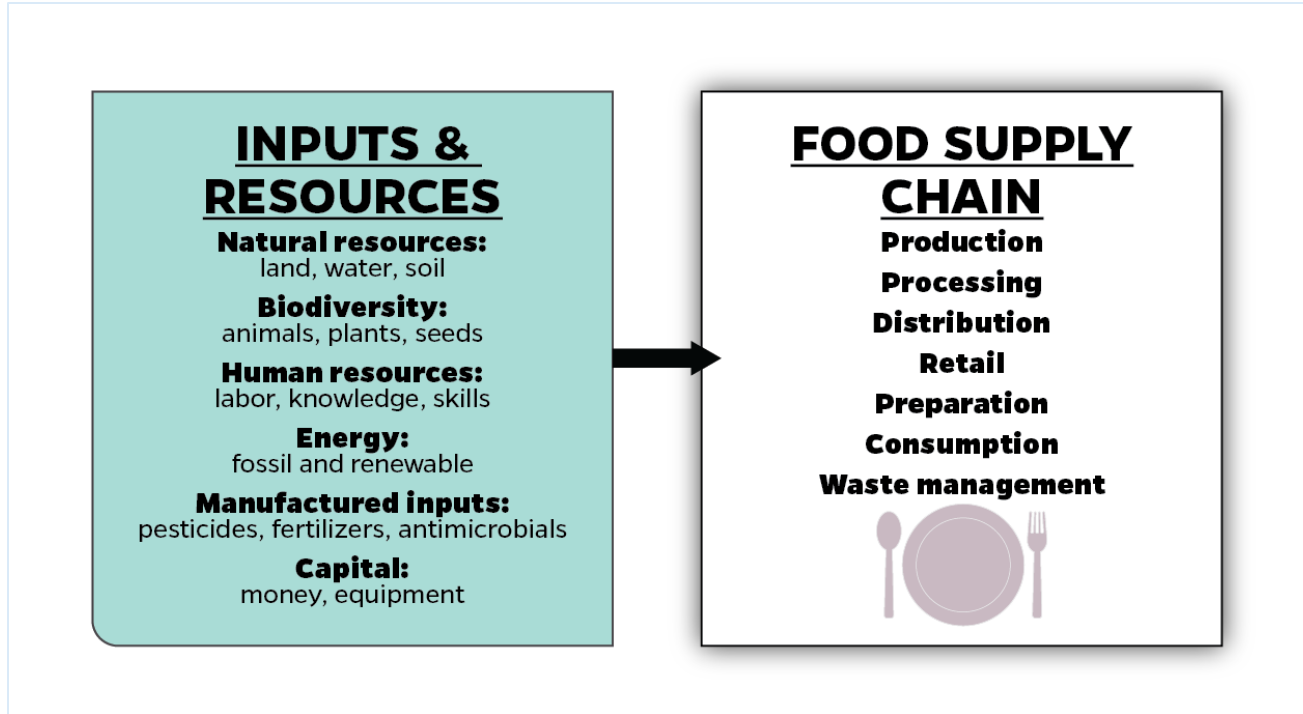 INPUTS &
RESOURCES
Natural resources:
land, water, soil
Biodiversity:
animals, plants, seeds
Human resources:
labor, knowledge, skills
Energy:
fossil and renewable
Manufactured inputs:
pesticides, fertilizers, antimicrobials
Capital:
money, equipment
FOOD SUPPLY
CHAIN
Production
Processing
Distribution
Retail
Preparation
Consumption
Waste management